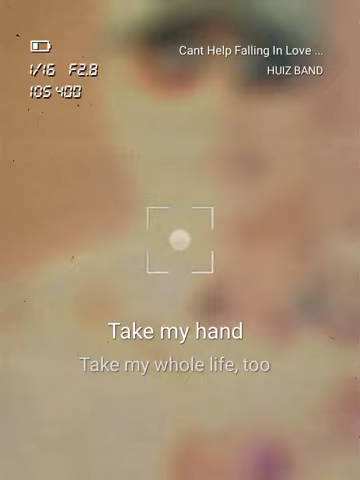 Cant Help Falling In Love ...
1/16 F2.8
HUIZ BAND
105 400
Take my hand
Take my whole life, too